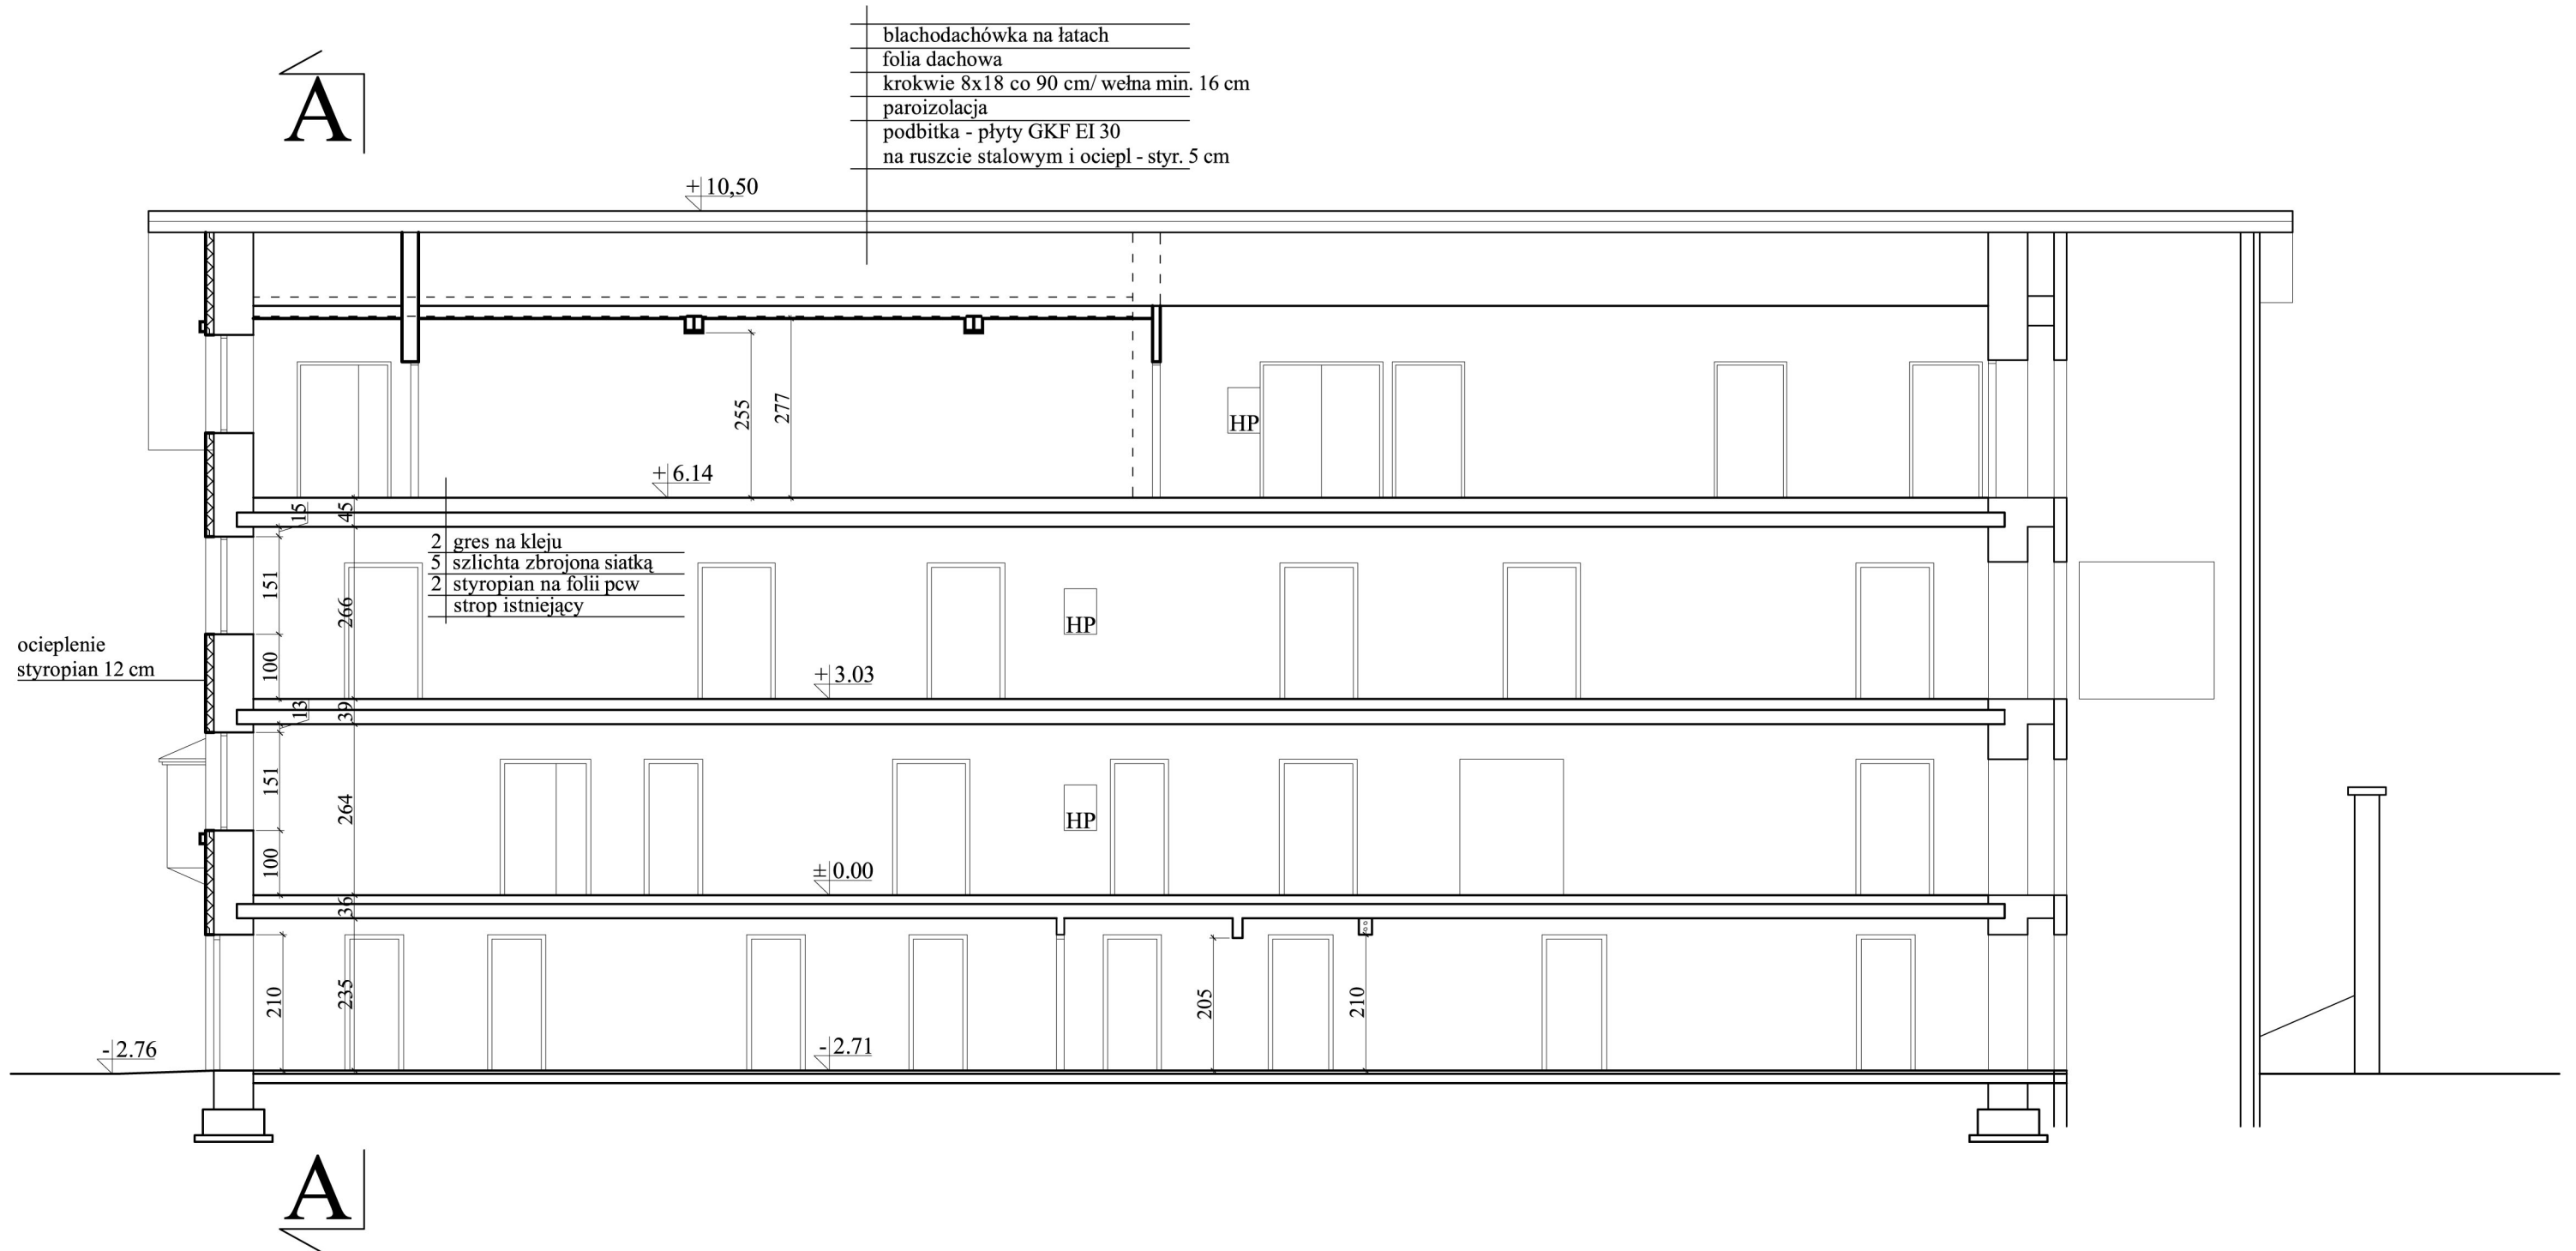 blachodachówka na łatach
folia dachowa
krokwie 8x18 co 90 cm/ wełna min. 16 cm
paroizolacja
podbitka - płyty GKF EI 30
na ruszcie stalowym i ociepl - styr. 5 cm
A
+10,50
255
277
HP
+6.14
15
45
2 gres na kleju
5 szlichta zbrojona siatką
2 styropian na folii pcw
strop istniejący
151
266
HP
ocieplenie
styropian 12 cm
100
+3.03
13
39
151
264
HP
100
±0.00
36
210
235
205
210
-2.76
-2.71
A